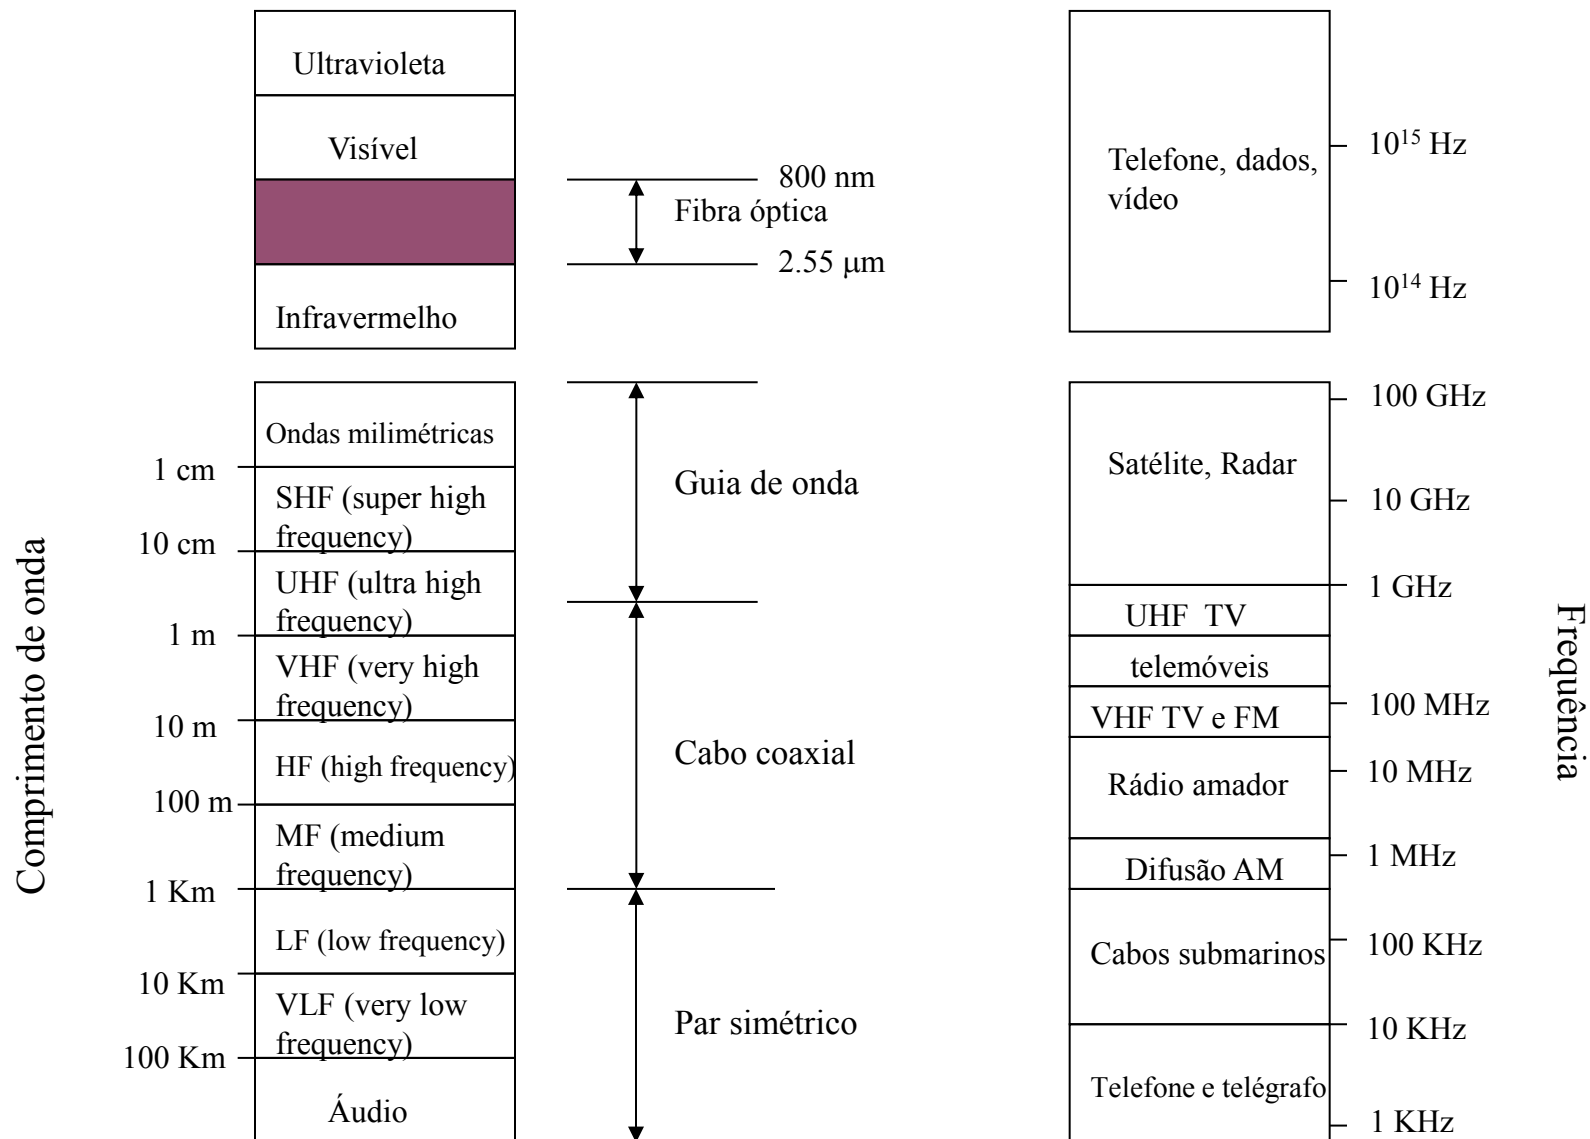 Ultravioleta
Visível
Infravermelho
800 nm
Fibra óptica
2.55 μm
Telefone, dados,
vídeo
10¹⁵ Hz
10¹⁴ Hz
Comprimento de onda
1 cm
10 cm
1 m
10 m
100 m
1 Km
10 Km
100 Km
Ondas milimétricas
SHF (super high
frequency)
UHF (ultra high
frequency)
VHF (very high
frequency)
HF (high frequency)
MF (medium
frequency)
LF (low frequency)
VLF (very low
frequency)
Áudio
Guia de onda
Cabo coaxial
Par simétrico
Satélite, Radar
UHF TV
telemóveis
VHF TV e FM
Rádio amador
Difusão AM
Cabos submarinos
Telefone e telégrafo
100 GHz
10 GHz
1 GHz
100 MHz
10 MHz
1 MHz
100 KHz
10 KHz
1 KHz
Frequência